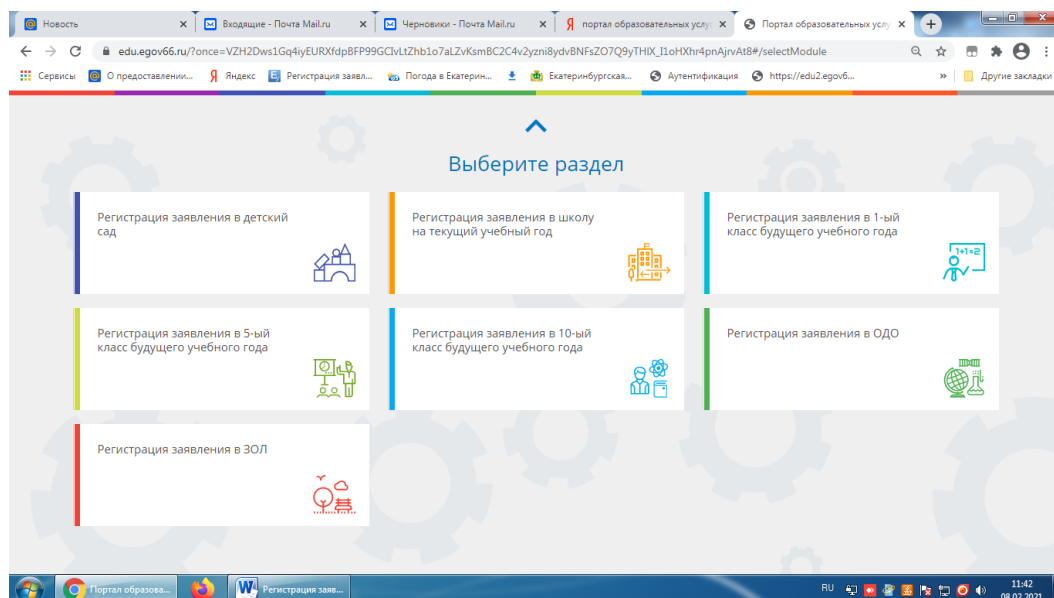 Новость
Входящие - Почта Mail.ru
Черновики - Почта Mail.ru
портал образовательных услуг
Портал образовательных услу
edu.egov66.ru/?once=VZH2Dws1Gq4iyEURXfdpBFP99GCIvLtZhb1o7aLZvKsmBC2C4v2yzni8ydvBNFsZO7Q9yTHIX_I1oHXhr4pnAjrvAt8#/selectModule
Сервисы
О предоставлении...
Яндекс
Регистрация заявл...
Погода в Екатерин...
Екатеринбургская...
Аутентификация
https://edu2.egov6...
»
Другие закладки
Выберите раздел
Регистрация заявления в детский
сад
Регистрация заявления в школу
на текущий учебный год
Регистрация заявления в 1-ый
класс будущего учебного года
1+1=2
Регистрация заявления в 5-ый
класс будущего учебного года
Регистрация заявления в 10-ый
класс будущего учебного года
Регистрация заявления в ОДО
Регистрация заявления в ЗОЛ
Портал образова...
Регистрация заяв...
RU
11:42
08.02.2021